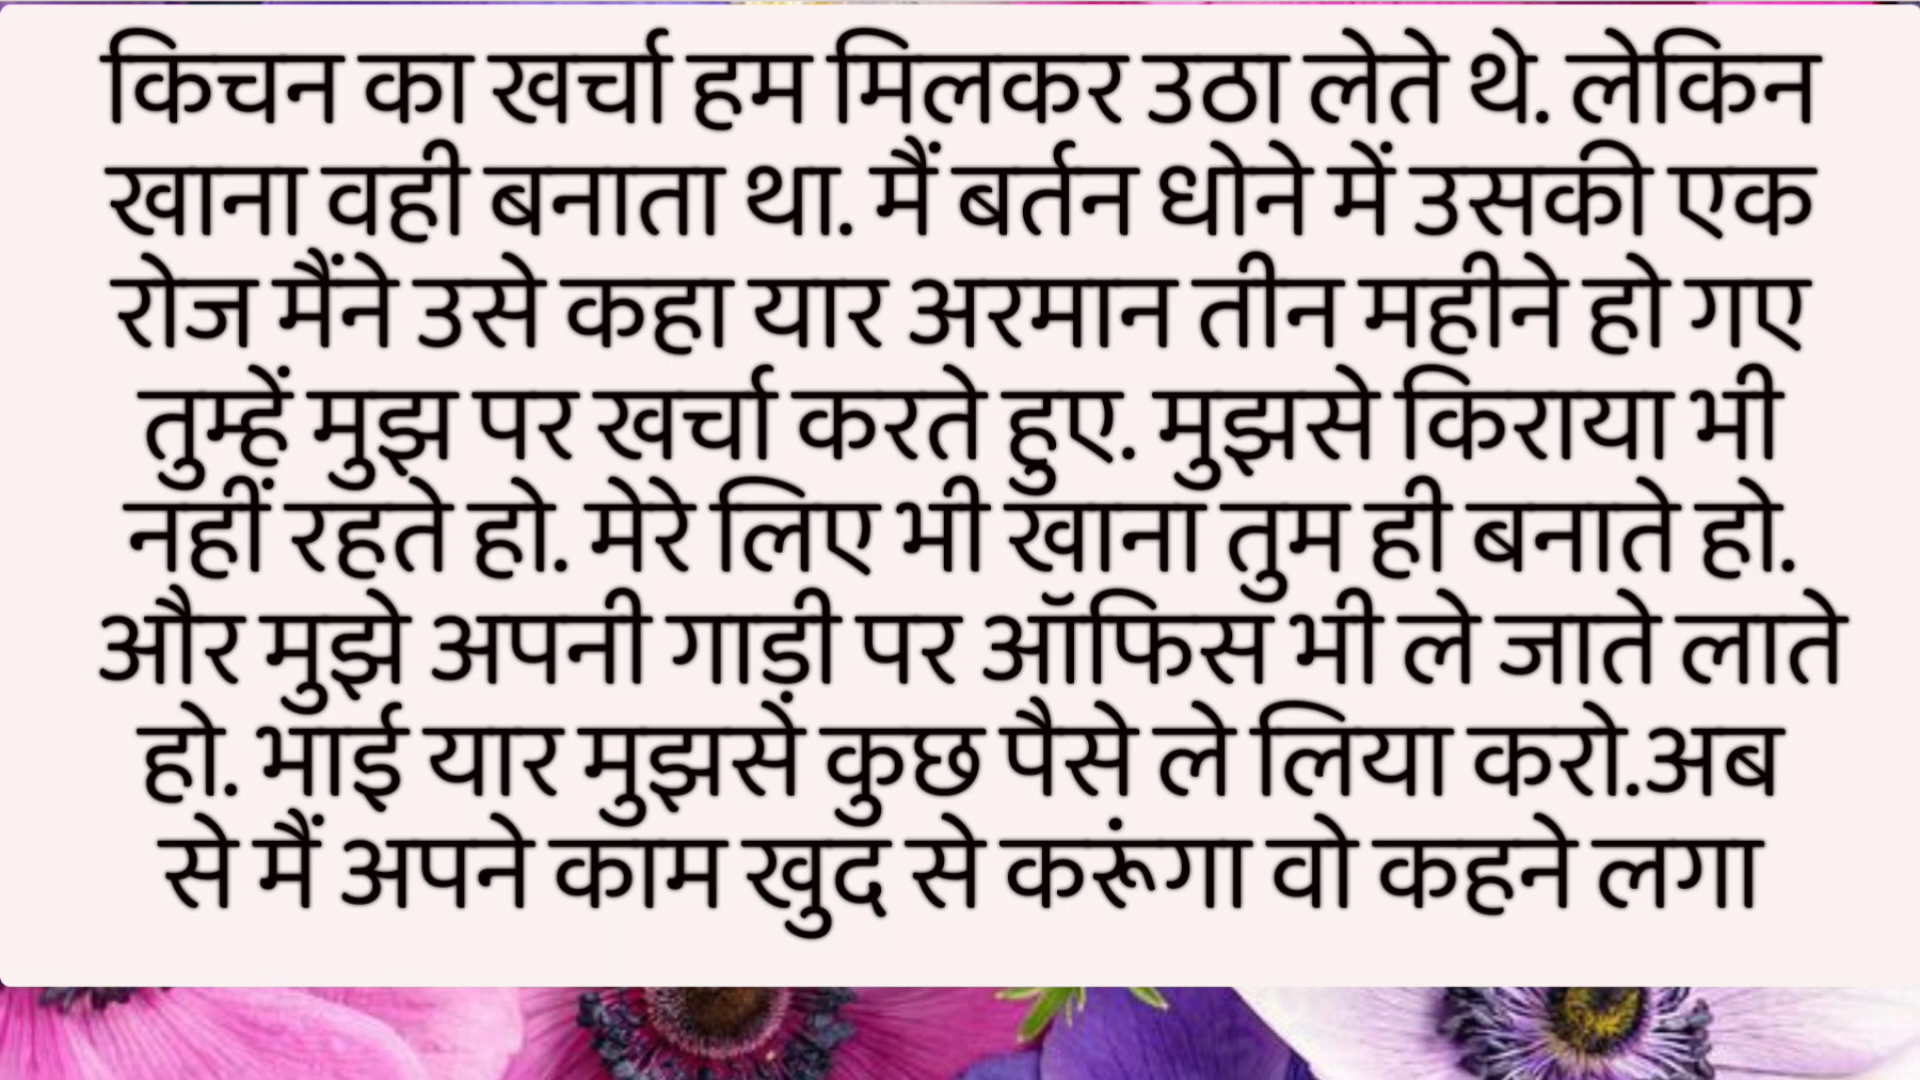 किचन का खर्चा हम मिलकर उठा लेते थे. लेकिन
खाना वही बनाता था. मैं बर्तन धोने में उसकी एक
रोज मैंने उसे कहा यार अरमान तीन महीने हो गए
तुम्हें मुझ पर खर्चा करते हुए. मुझसे किराया भी
नहीं रहते हो. मेरे लिए भी खाना तुम ही बनाते हो.
और मुझे अपनी गाड़ी पर ऑफिस भी ले जाते लाते
हो. भाई यार मुझसें कुछ पैसे ले लिया करो.अब
से मैं अपने काम खुद से करूंगा वो कहने लगा